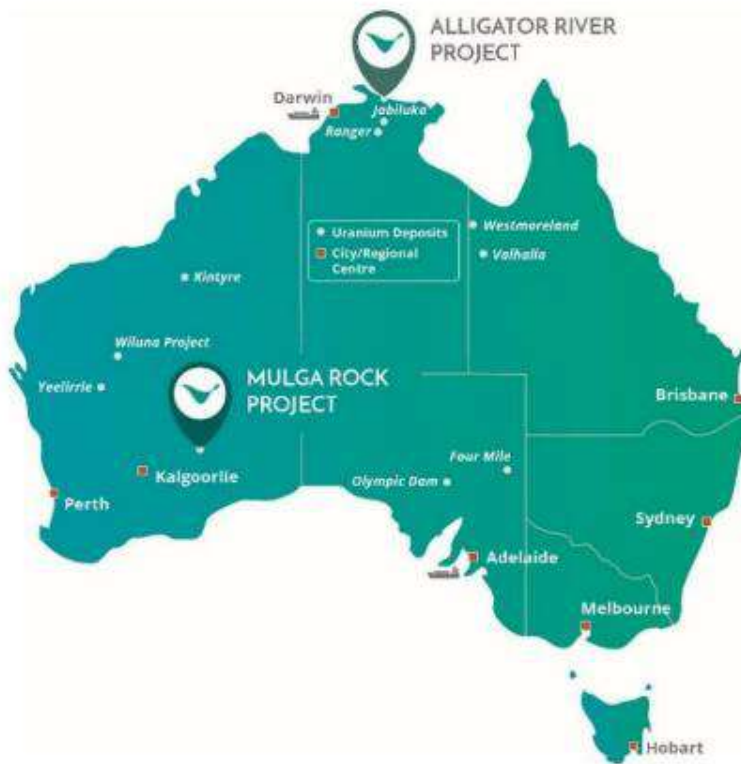 ALLIGATOR RIVER
PROJECT
Darwin
Jabiluka
Ranger
Uranium Deposits
City/Regional
Centre
Westmoreland
Valhalla
Kintyre
Wiluna Project
Yeelirrie
MULGA ROCK
PROJECT
Brisbane
Four Mile
Olympic Dam
Kalgoorlie
Perth
Sydney
Adelaide
Melbourne
Hobart